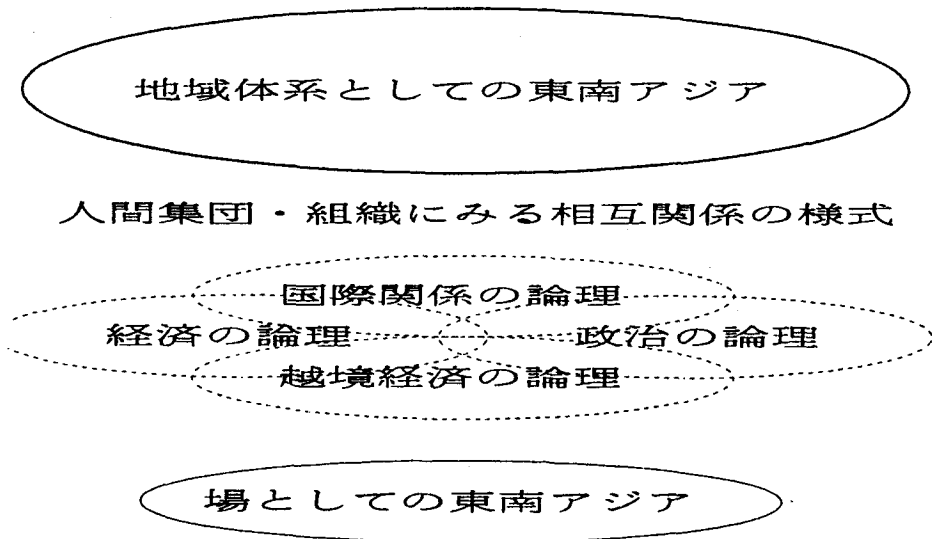 地域体系としての東南アジア
人間集団・組織にみる相互関係の様式
国際関係の論理
経済の論理
政治の論理
越境経済の論理
場としての東南アジア